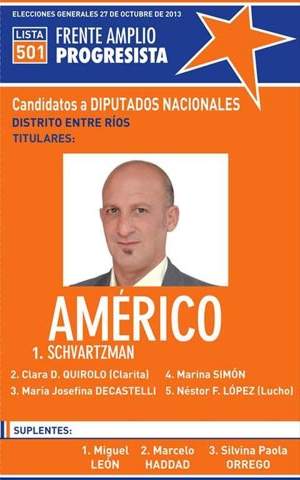 ELECCIONES GENERALES 27 DE OCTUBRE DE 2013
LISTA
501
FRENTE AMPLIO
PROGRESISTA
Candidatos a DIPUTADOS NACIONALES
DISTRITO ENTRE RÍOS
TITULARES:
AMÉRICO
1. SCHVARTZMAN
2. Clara D. QUIROLO (Clarita)
3. María Josefina DECASTELLI
4. Marina SIMÓN
5. Néstor F. LÓPEZ (Lucho)
SUPLENTES:
1. Miguel
LEÓN
2. Marcelo
HADDAD
3. Silvina Paola
ORREGO